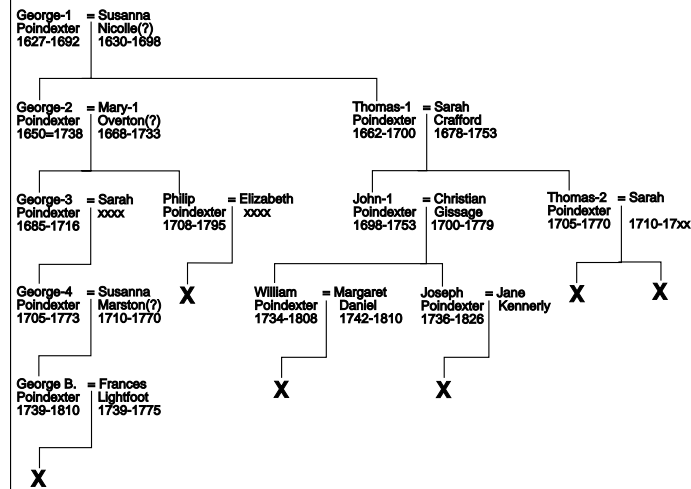 George-1 = Susanna
Poindexter Nicolle(?)
1627-1692 1630-1698
George-2 = Mary-1
Poindexter Overton(?)
1650=1738 1668-1733
Thomas-1 = Sarah
Poindexter Crafford
1662-1700 1678-1753
George-3 = Sarah
Poindexter xxxx
1685-1716
Philip = Elizabeth
Poindexter xxxx
1708-1795
John-1 = Christian
Poindexter Gissage
1698-1753 1700-1779
Thomas-2 = Sarah
Poindexter
1705-1770 1710-17xx
George-4 = Susanna
Poindexter Marston(?)
1705-1773 1710-1770
X
William = Margaret
Poindexter Daniel
1734-1808 1742-1810
Joseph = Jane
Poindexter Kennerly
1736-1826
X X
George B. = Frances
Poindexter Lightfoot
1739-1810 1739-1775
X X
X